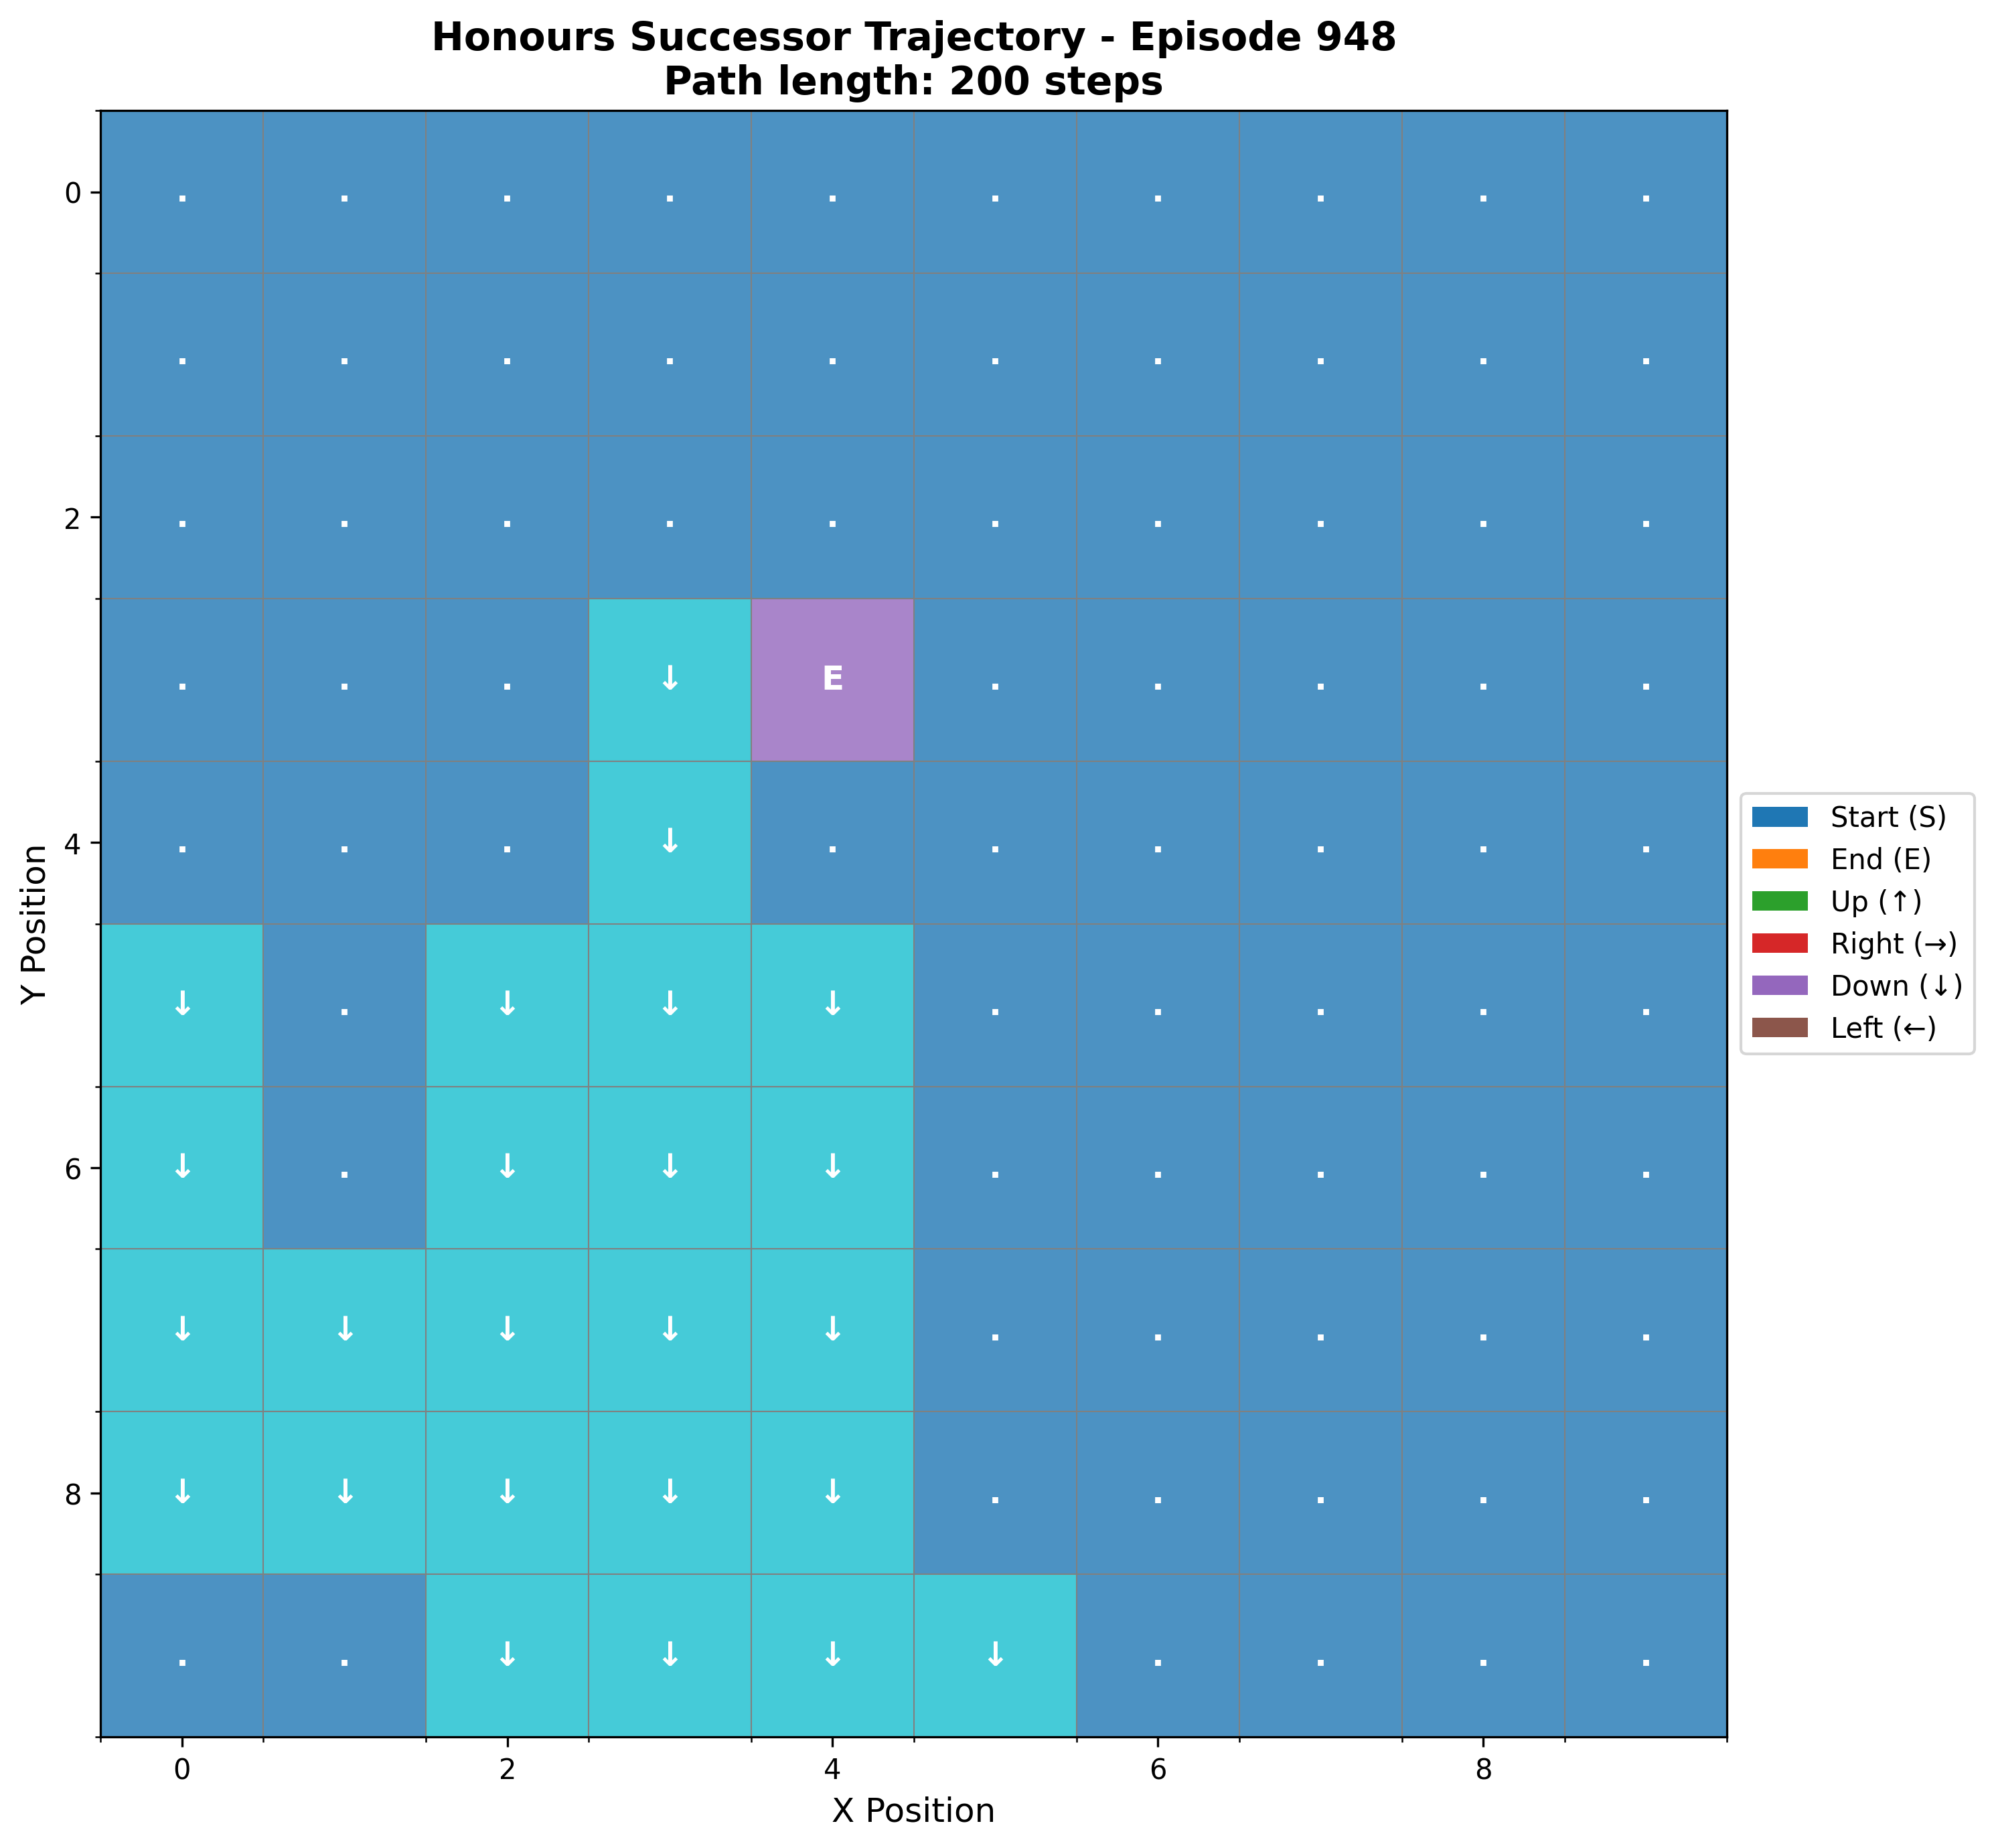 Honours Successor Trajectory - Episode 948
Path length: 200 steps
0
. . . . . . . . . .
. . . . . . . . . .
2
. . . . . . . . . .
. . . ↓ E . . . . .
4
. . . ↓ . . . . . .
↓ . ↓ ↓ ↓ . . . . .
6
↓ . ↓ ↓ ↓ . . . . .
↓ ↓ ↓ ↓ ↓ . . . . .
8
↓ ↓ ↓ ↓ ↓ . . . . .
. . ↓ ↓ ↓ ↓ . . . .
0 2 4 6 8
X Position
Y Position
Start (S)
End (E)
Up (↑)
Right (→)
Down (↓)
Left (←)